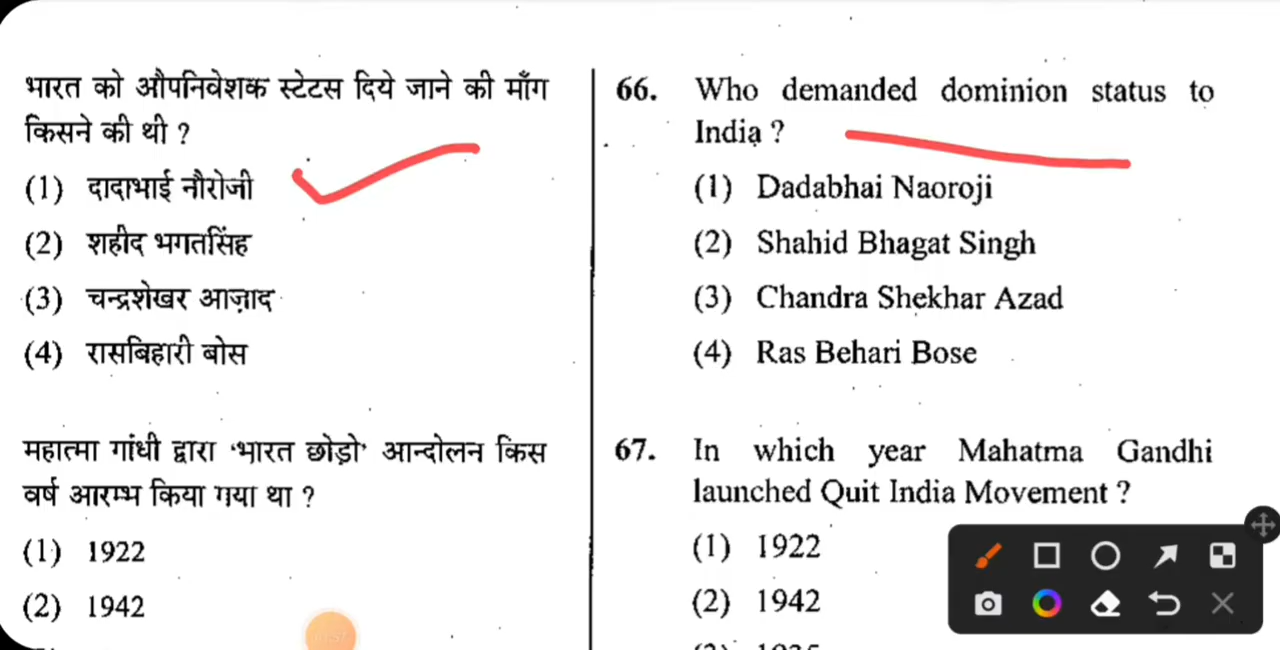 भारत को औपनिवेशक स्टेटस दिये जाने की माँग
किसने की थी ?
(1) दादाभाई नौरोजी
(2) शहीद भगतसिंह
(3) चन्द्रशेखर आज़ाद
(4) रासबिहारी बोस
महात्मा गांधी द्वारा 'भारत छोड़ो' आन्दोलन किस
वर्ष आरम्भ किया गया था ?
(1) 1922
(2) 1942
66. Who demanded dominion status to
India ?
(1) Dadabhai Naoroji
(2) Shahid Bhagat Singh
(3) Chandra Shekhar Azad
(4) Ras Behari Bose
67. In which year Mahatma Gandhi
launched Quit India Movement ?
(1) 1922
(2) 1942